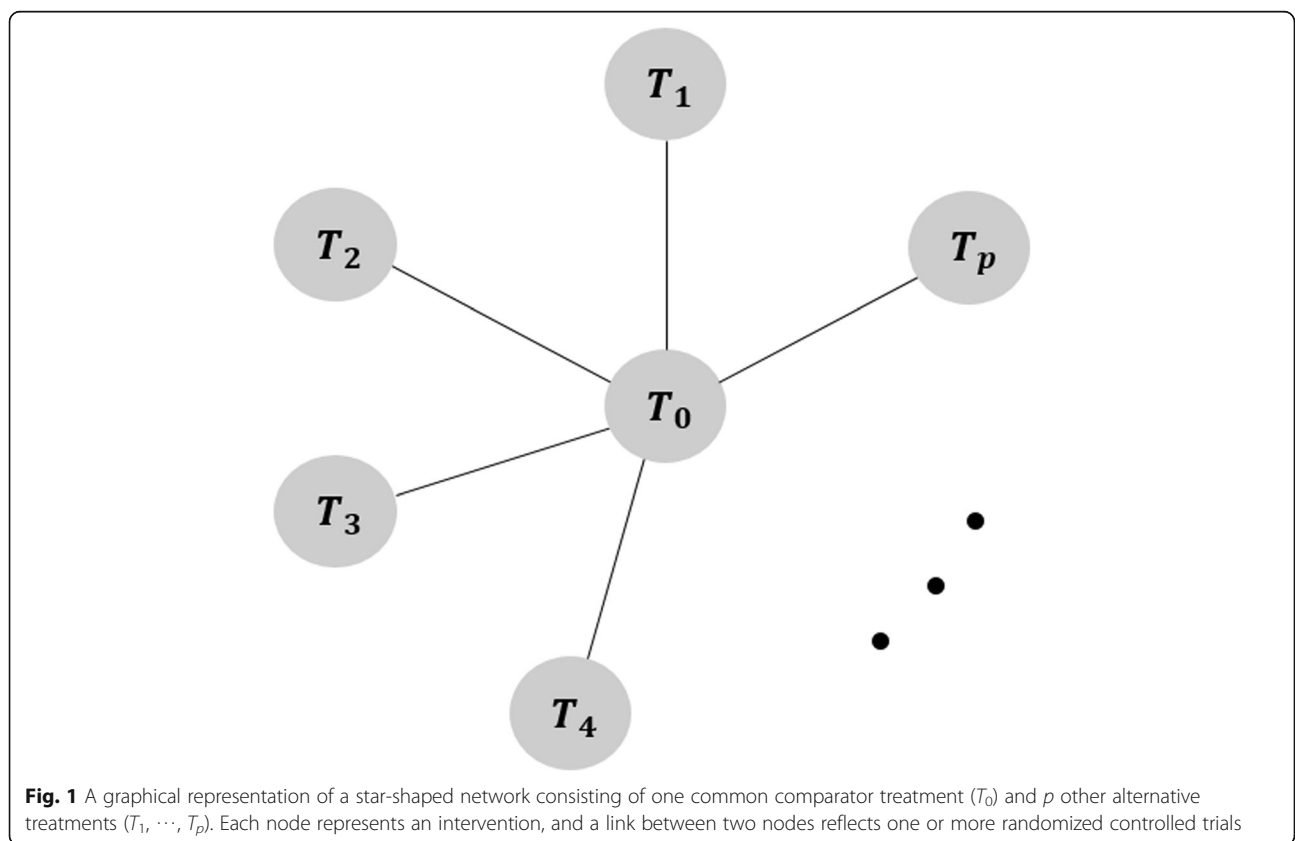 T₁
T₂
Tₚ
T₀
T₃
T₄
Fig. 1 A graphical representation of a star-shaped network consisting of one common comparator treatment (T₀) and p other alternative
treatments (T₁, ⋯, Tₚ). Each node represents an intervention, and a link between two nodes reflects one or more randomized controlled trials